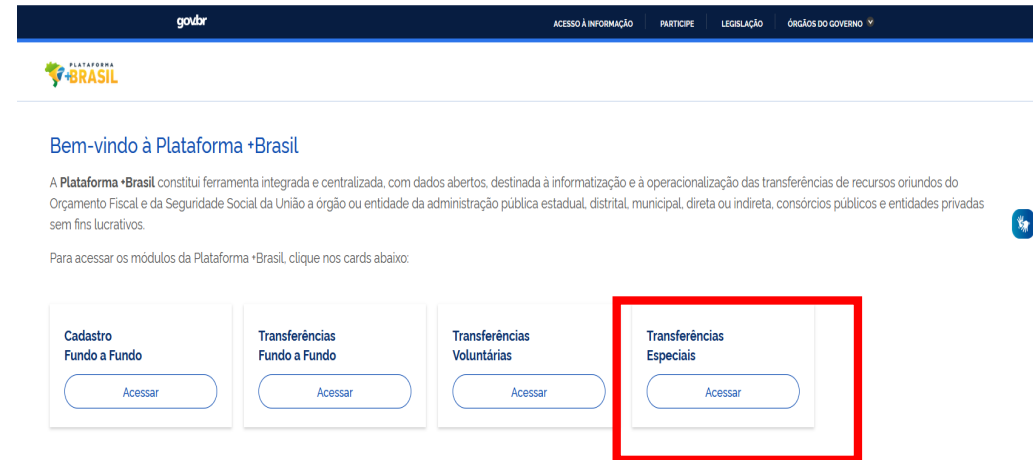 gov.br
ACESSO À INFORMAÇÃO PARTICIPE LEGISLAÇÃO ÓRGÃOS DO GOVERNO
PLATAFORMA
+BRASIL
Bem-vindo à Plataforma +Brasil
A Plataforma +Brasil constitui ferramenta integrada e centralizada, com dados abertos, destinada à informatização e à operacionalização das transferências de recursos oriundos do
Orçamento Fiscal e da Seguridade Social da União a órgão ou entidade da administração pública estadual, distrital, municipal, direta ou indireta, consórcios públicos e entidades privadas
sem fins lucrativos.
Para acessar os módulos da Plataforma +Brasil, clique nos cards abaixo:
Cadastro
Fundo a Fundo
Acessar
Transferências
Fundo a Fundo
Acessar
Transferências
Voluntárias
Acessar
Transferências
Especiais
Acessar